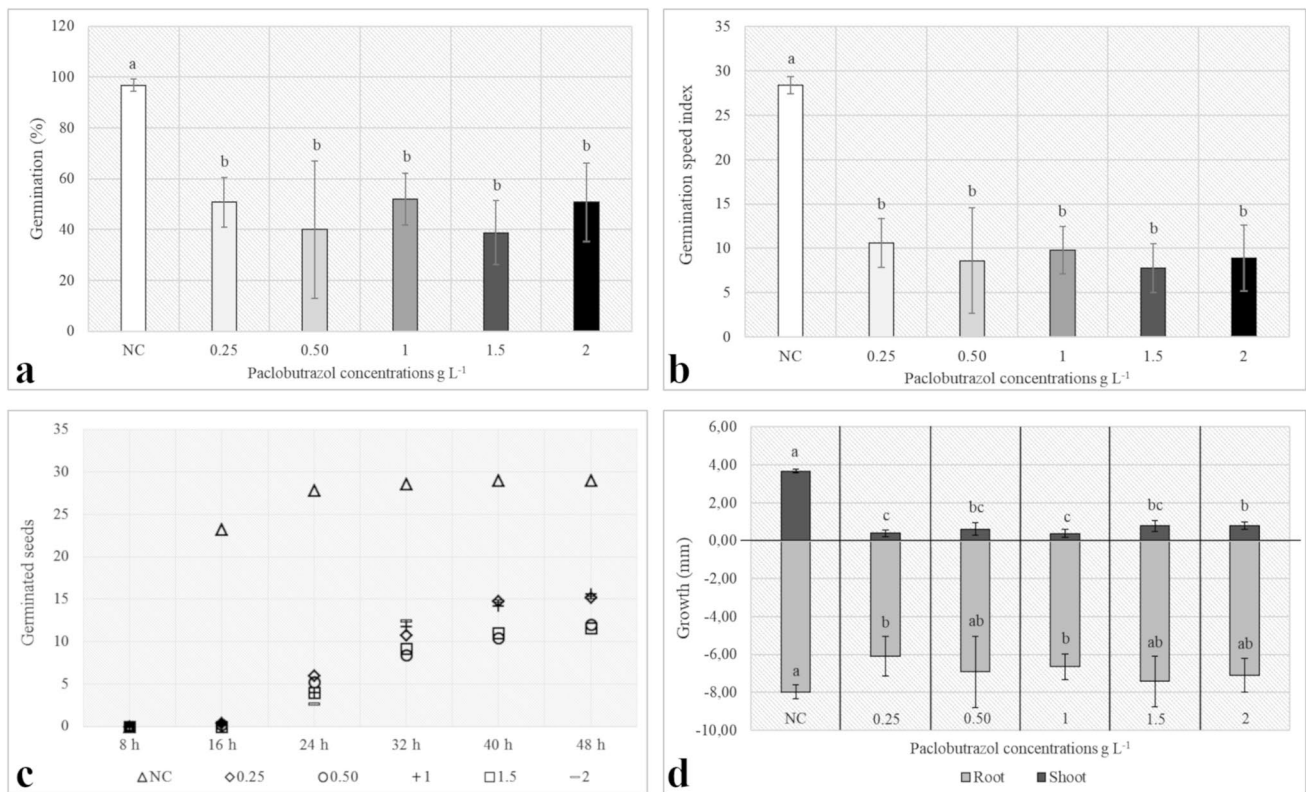 120
100
80
60
40
20
0
Germination (%)
a
b
b
b
b
b
NC 0.25 0.50 1 1.5 2
Paclobutrazol concentrations g L⁻¹
a
35
30
25
20
15
10
5
0
Germination speed index
a
b
b
b
b
b
NC 0.25 0.50 1 1.5 2
Paclobutrazol concentrations g L⁻¹
b
35
30
25
20
15
10
5
0
Germinated seeds
8 h 16 h 24 h 32 h 40 h 48 h
NC 0.25 0.50 1 1.5 2
c
6,00
4,00
2,00
0,00
-2,00
-4,00
-6,00
-8,00
-10,00
Growth (mm)
a
c
bc
c
bc
b
a
b
ab
b
ab
ab
NC 0.25 0.50 1 1.5 2
Paclobutrazol concentrations g L⁻¹
Root Shoot
d